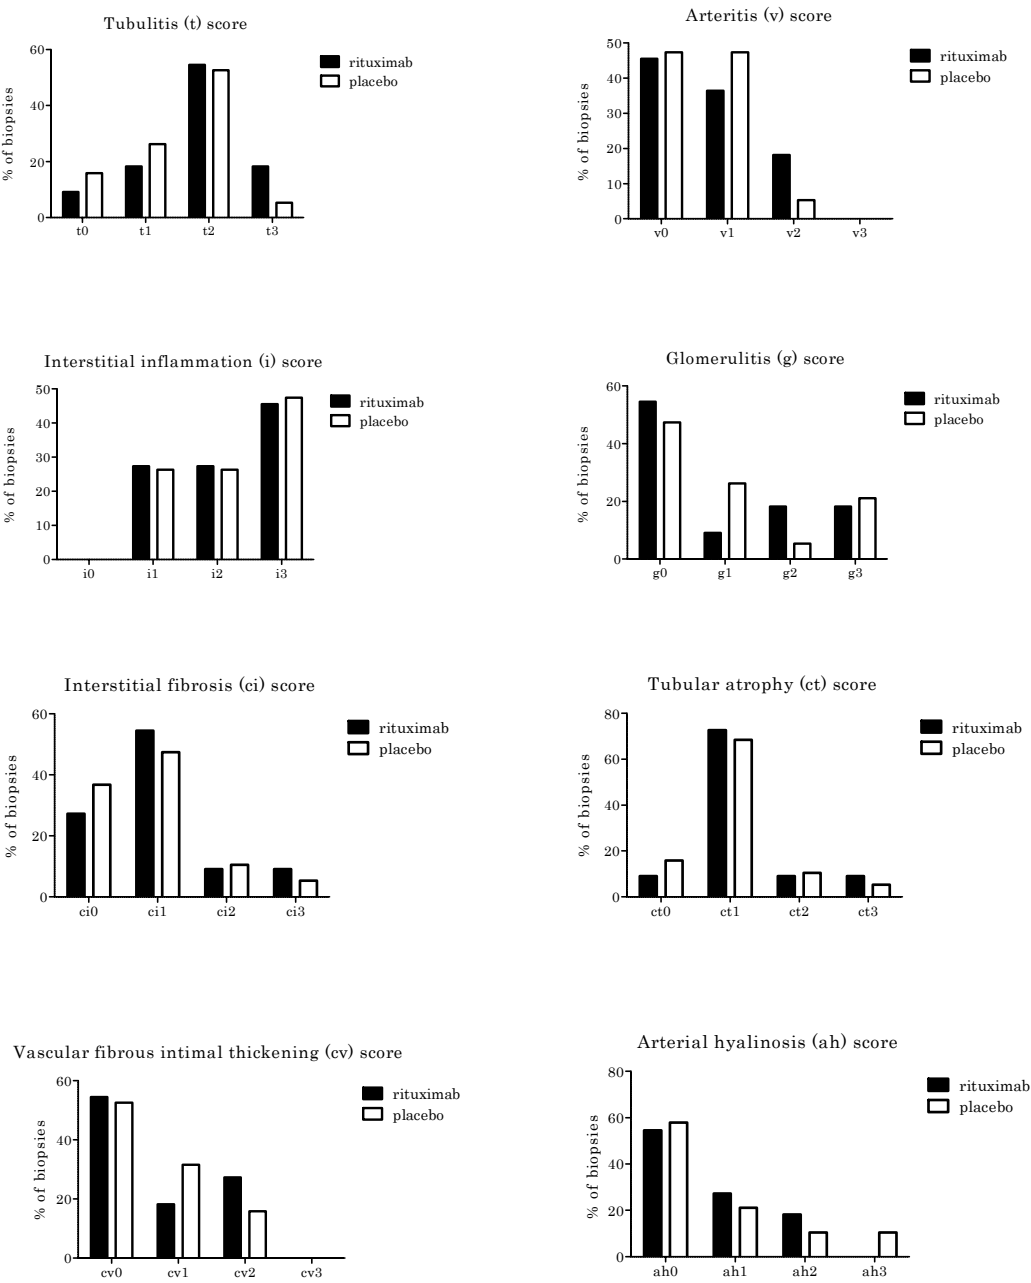 Tubulitis (t) score
% of biopsies
60
40
20
0
t0 t1 t2 t3
rituximab
placebo
Arteritis (v) score
% of biopsies
50
40
30
20
10
0
v0 v1 v2 v3
rituximab
placebo
Interstitial inflammation (i) score
% of biopsies
50
40
30
20
10
0
i0 i1 i2 i3
rituximab
placebo
Glomerulitis (g) score
% of biopsies
60
40
20
0
g0 g1 g2 g3
rituximab
placebo
Interstitial fibrosis (ci) score
% of biopsies
60
40
20
0
ci0 ci1 ci2 ci3
rituximab
placebo
Tubular atrophy (ct) score
% of biopsies
80
60
40
20
0
ct0 ct1 ct2 ct3
rituximab
placebo
Vascular fibrous intimal thickening (cv) score
% of biopsies
60
40
20
0
cv0 cv1 cv2 cv3
rituximab
placebo
Arterial hyalinosis (ah) score
% of biopsies
80
60
40
20
0
ah0 ah1 ah2 ah3
rituximab
placebo